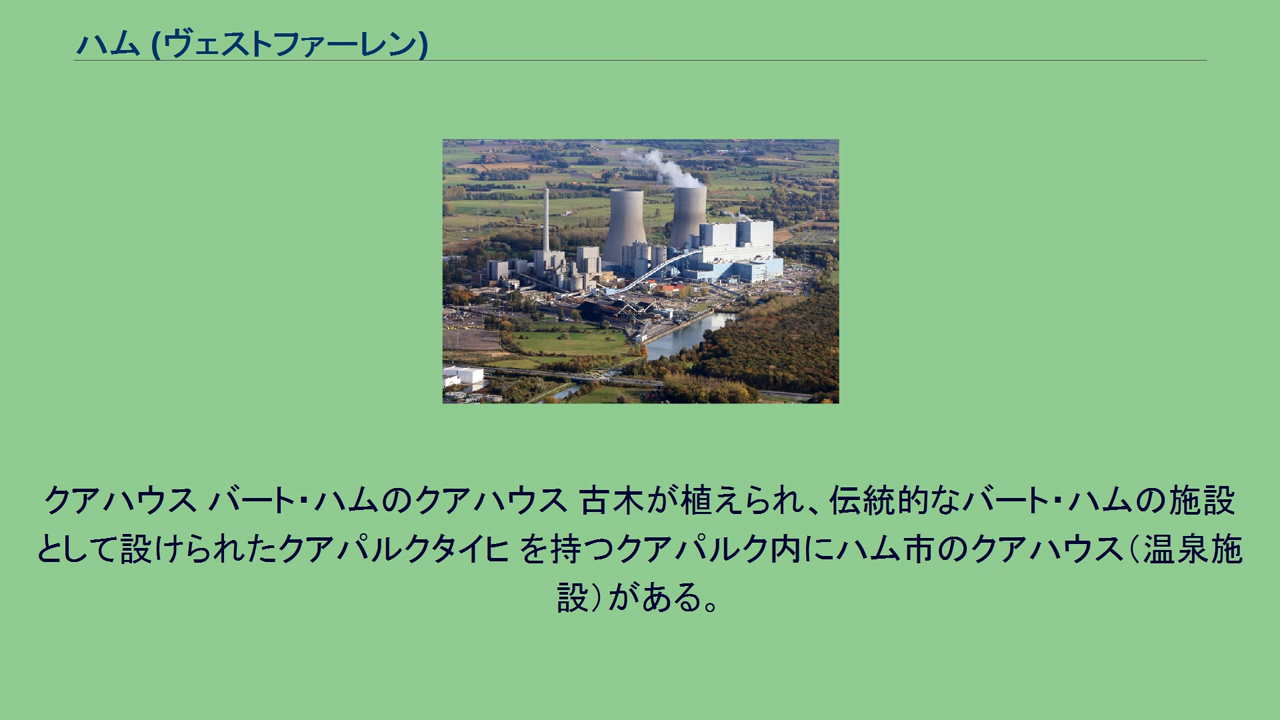 ハム (ヴェストファーレン)
クアハウス バート・ハムのクアハウス 古木が植えられ、伝統的なバート・ハムの施設
として設けられたクアパルクタイヒ を持つクアパルク内にハム市のクアハウス（温泉施
設）がある。